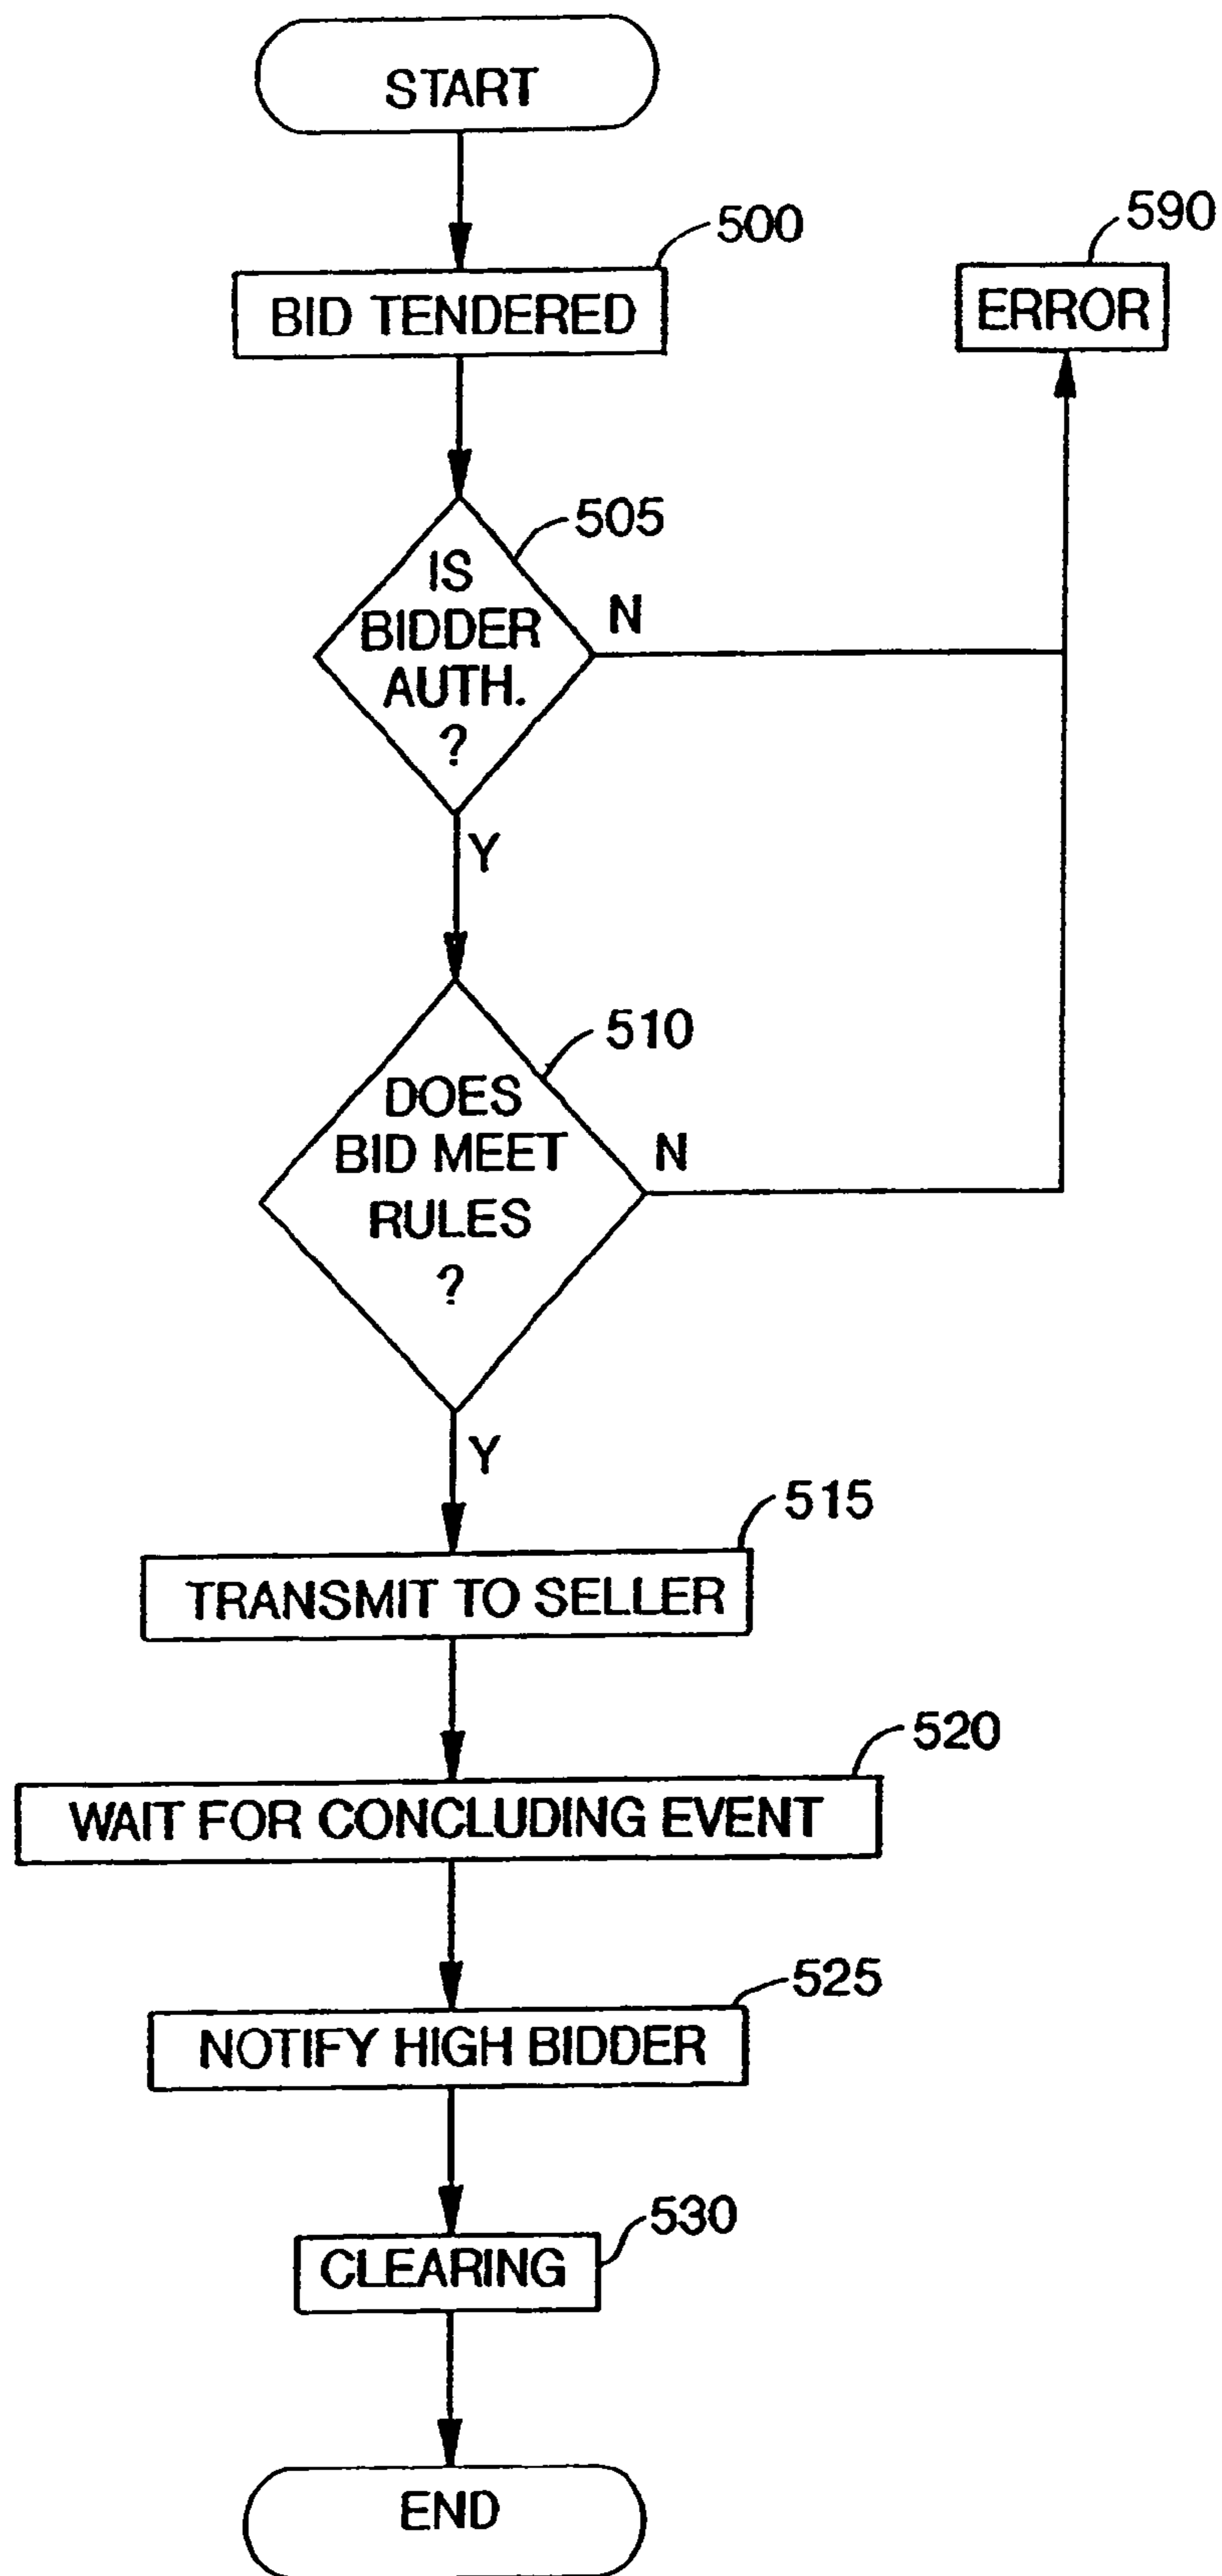 START
500
590
BID TENDERED
ERROR
505
IS
BIDDER
AUTH.
?
N
Y
510
DOES
BID MEET
RULES
?
N
Y
515
TRANSMIT TO SELLER
520
WAIT FOR CONCLUDING EVENT
525
NOTIFY HIGH BIDDER
530
CLEARING
END